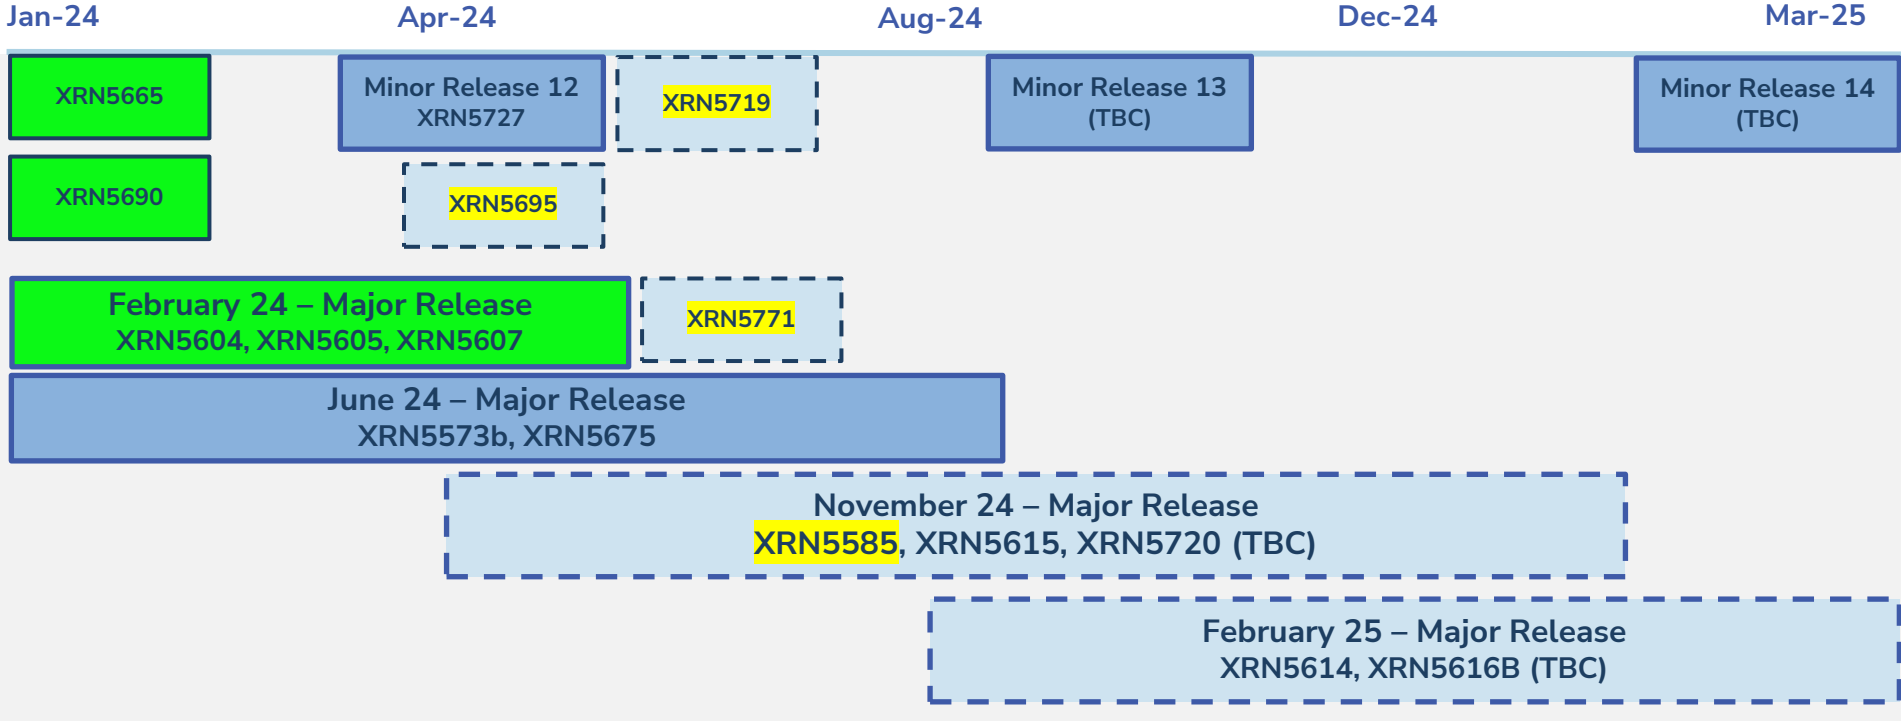 Jan-24
Apr-24
Aug-24
Dec-24
Mar-25
XRN5665
Minor Release 12
XRN5727
XRN5719
Minor Release 13
(TBC)
Minor Release 14
(TBC)
XRN5690
XRN5695
February 24 – Major Release
XRN5604, XRN5605, XRN5607
XRN5771
June 24 – Major Release
XRN5573b, XRN5675
November 24 – Major Release
XRN5585, XRN5615, XRN5720 (TBC)
February 25 – Major Release
XRN5614, XRN5616B (TBC)